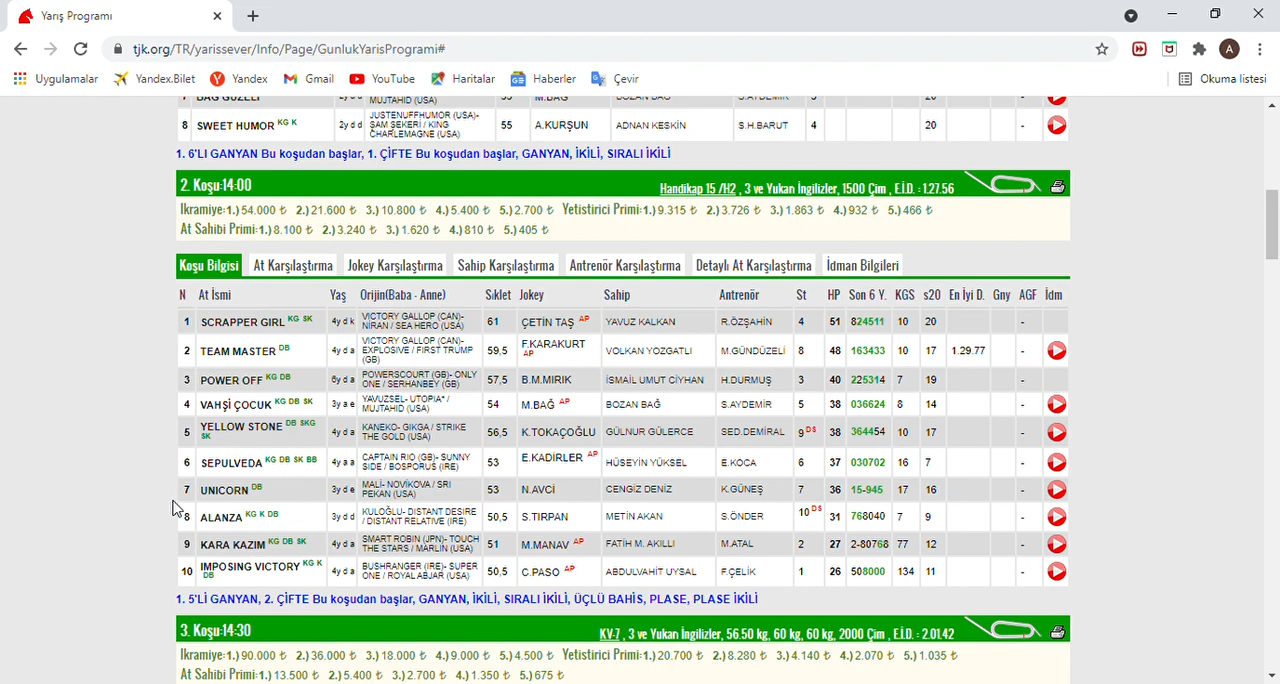 Yarış Programı
tjk.org/TR/yarissever/Info/Page/GunlukYarisProgrami#
A
Uygulamalar Yandex.Bilet Yandex Gmail YouTube Haritalar Haberler Çevir Okuma listesi
MUJTAHID (USA)
8 SWEET HUMOR KG K 2y d d JUSTENUFFHUMOR (USA)- ŞAM ŞEKERİ / KING CHARLEMAGNE (USA) 55 A.KURŞUN ADNAN KESKİN S.H.BARUT 4 20 -
1. 6'LI GANYAN Bu koşudan başlar, 1. ÇİFTE Bu koşudan başlar, GANYAN, İKİLİ, SIRALI İKİLİ
2. Koşu:14:00 Handikap 15 /H2 , 3 ve Yukarı İngilizler, 1500 Çim , E.İ.D. : 1.27.56
İkramiye:1.) 54.000 ₺ 2.) 21.600 ₺ 3.) 10.800 ₺ 4.) 5.400 ₺ 5.) 2.700 ₺ Yetistirici Primi:1.) 9.315 ₺ 2.) 3.726 ₺ 3.) 1.863 ₺ 4.) 932 ₺ 5.) 466 ₺
At Sahibi Primi:1.) 8.100 ₺ 2.) 3.240 ₺ 3.) 1.620 ₺ 4.) 810 ₺ 5.) 405 ₺
Koşu Bilgisi At Karşılaştırma Jokey Karşılaştırma Sahip Karşılaştırma Antrenör Karşılaştırma Detaylı At Karşılaştırma İdman Bilgileri
N At İsmi Yaş Orijin(Baba - Anne) Sıklet Jokey Sahip Antrenör St HP Son 6 Y. KGS s20 En İyi D. Gny AGF İdm
1 SCRAPPER GIRL KG SK 4y d k VICTORY GALLOP (CAN)- NİRAN / SEA HERO (USA) 61 ÇETİN TAŞ AP YAVUZ KALKAN R.ÖZŞAHİN 4 51 824511 10 20 -
2 TEAM MASTER DB 4y d a VICTORY GALLOP (CAN)- EXPLOSIVE / FIRST TRUMP (GB) 59,5 F.KARAKURT AP VOLKAN YOZGATLI M.GÜNDÜZELİ 8 48 163433 10 17 1.29.77 -
3 POWER OFF KG DB 6y d a POWERSCOURT (GB)- ONLY ONE / SERHANBEY (GB) 57,5 B.M.MIRIK İSMAİL UMUT CİYHAN H.DURMUŞ 3 40 225314 7 19 -
4 VAHŞİ ÇOCUK KG DB SK 3y a e YAVUZSEL- UTOPIA* / MUJTAHID (USA) 54 M.BAĞ AP BOZAN BAĞ S.AYDEMİR 5 38 036624 8 14 -
5 YELLOW STONE DB SKG SK 4y d a KANEKO- GIKGA / STRIKE THE GOLD (USA) 56,5 K.TOKAÇOĞLU GÜLNUR GÜLERCE SED.DEMİRAL 9 DS 38 364454 10 17 -
6 SEPULVEDA KG DB SK BB 4y a a CAPTAIN RIO (GB)- SUNNY SIDE / BOSPORUS (IRE) 53 E.KADİRLER AP HÜSEYİN YÜKSEL E.KOCA 6 37 030702 16 7 -
7 UNICORN DB 3y d e MALİ- NOVİKOVA / SRI PEKAN (USA) 53 N.AVCİ CENGİZ DENİZ K.GÜNEŞ 7 36 15-945 17 16 -
8 ALANZA KG K DB 3y d d KULOĞLU- DISTANT DESIRE / DISTANT RELATIVE (IRE) 50,5 S.TIRPAN METİN AKAN S.ÖNDER 10 DS 31 768040 7 9 -
9 KARA KAZIM KG DB SK 4y d a SMART ROBIN (JPN)- TOUCH THE STARS / MARLIN (USA) 51 M.MANAV AP FATİH M. AKILLI M.ATAL 2 27 2-80768 77 12 -
10 IMPOSING VICTORY KG K DB 4y d a BUSHRANGER (IRE)- SUPER ONE / ROYAL ABJAR (USA) 50,5 C.PASO AP ABDULVAHİT UYSAL F.ÇELİK 1 26 508000 134 11 -
1. 5'Lİ GANYAN, 2. ÇİFTE Bu koşudan başlar, GANYAN, İKİLİ, SIRALI İKİLİ, ÜÇLÜ BAHİS, PLASE, PLASE İKİLİ
3. Koşu:14:30 KV-7 , 3 ve Yukarı İngilizler, 56.50 kg, 60 kg, 60 kg, 2000 Çim , E.İ.D. : 2.01.42
İkramiye:1.) 90.000 ₺ 2.) 36.000 ₺ 3.) 18.000 ₺ 4.) 9.000 ₺ 5.) 4.500 ₺ Yetistirici Primi:1.) 20.700 ₺ 2.) 8.280 ₺ 3.) 4.140 ₺ 4.) 2.070 ₺ 5.) 1.035 ₺
At Sahibi Primi:1.) 13.500 ₺ 2.) 5.400 ₺ 3.) 2.700 ₺ 4.) 1.350 ₺ 5.) 675 ₺